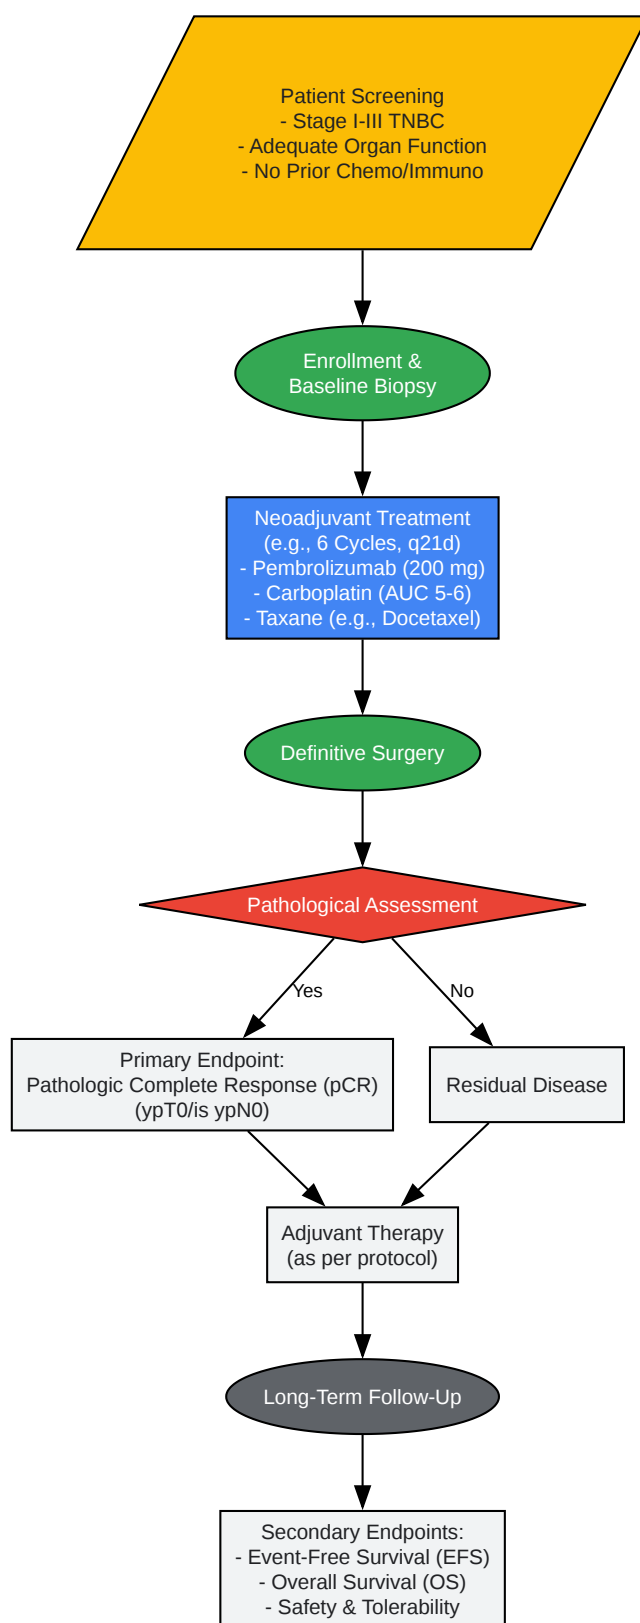 Patient Screening
- Stage I-III TNBC
- Adequate Organ Function
- No Prior Chemo/Immuno
Enrollment &
Baseline Biopsy
Neoadjuvant Treatment
(e.g., 6 Cycles, q21d)
- Pembrolizumab (200 mg)
- Carboplatin (AUC 5-6)
- Taxane (e.g., Docetaxel)
Definitive Surgery
Pathological Assessment
Yes
No
Primary Endpoint:
Pathologic Complete Response (pCR)
(ypT0/is ypN0)
Residual Disease
Adjuvant Therapy
(as per protocol)
Long-Term Follow-Up
Secondary Endpoints:
- Event-Free Survival (EFS)
- Overall Survival (OS)
- Safety & Tolerability